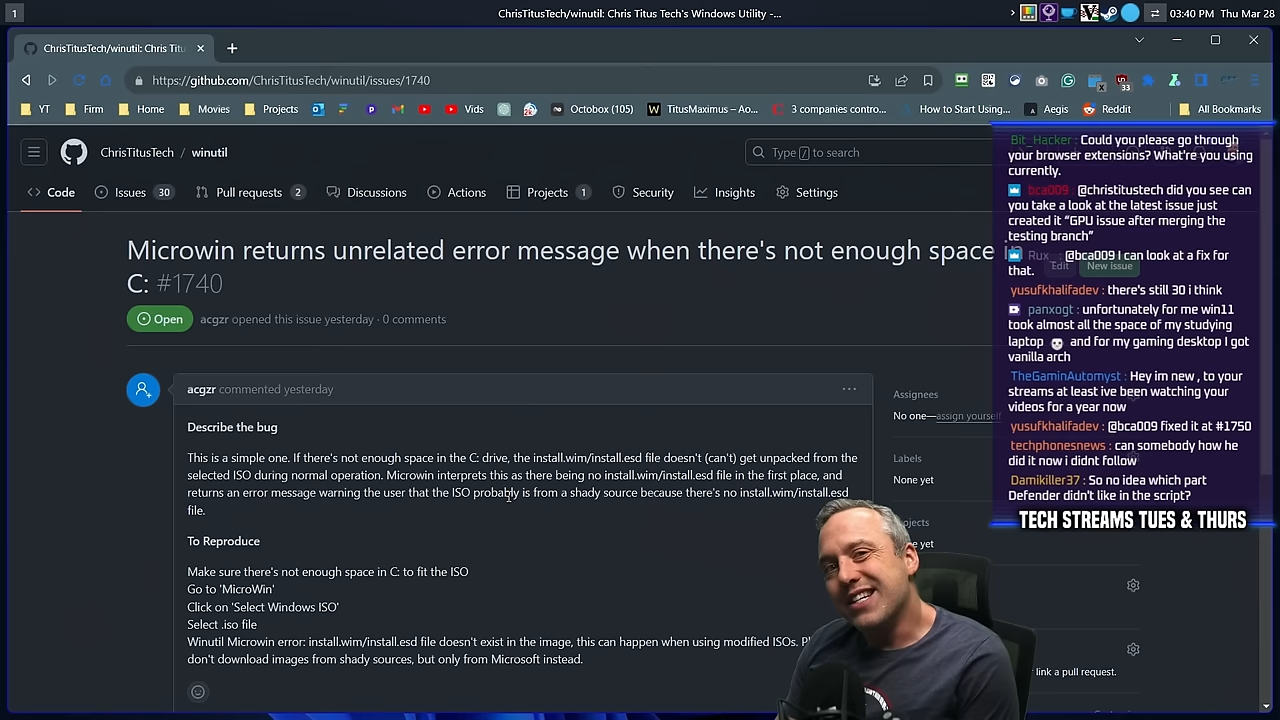 1
ChrisTitusTech/winutil: Chris Titus Tech's Windows Utility -...
03:40 PM Thu Mar 28
ChrisTitusTech/winutil: Chris Tit
https://github.com/ChrisTitusTech/winutil/issues/1740
33
YT Firm Home Movies Projects Vids Octobox (105) TitusMaximus – Ao... 3 companies contro... How to Start Using... Aegis Reddit All Bookmarks
ChrisTitusTech / winutil
Type / to search
Code Issues 30 Pull requests 2 Discussions Actions Projects 1 Security Insights Settings
Microwin returns unrelated error message when there's not enough space in
C: #1740
Edit New issue
Open acgzr opened this issue yesterday · 0 comments
acgzr commented yesterday
Describe the bug
This is a simple one. If there's not enough space in the C: drive, the install.wim/install.esd file doesn't (can't) get unpacked from the
selected ISO during normal operation. Microwin interprets this as there being no install.wim/install.esd file in the first place, and
returns an error message warning the user that the ISO probably is from a shady source because there's no install.wim/install.esd
file.
To Reproduce
Make sure there's not enough space in C: to fit the ISO
Go to 'MicroWin'
Click on 'Select Windows ISO'
Select .iso file
Winutil Microwin error: install.wim/install.esd file doesn't exist in the image, this can happen when using modified ISOs.
don't download images from shady sources, but only from Microsoft instead.
Assignees
No one—assign yourself
Labels
None yet
Projects
None yet
link a pull request.
Bit_Hacker : Could you please go through
your browser extensions? What're you using
currently.
bca009 : @christitustech did you see can
you take a look at the latest issue just
created it “GPU issue after merging the
testing branch”
Rux : @bca009 I can look at a fix for
that.
yusufkhalifadev : there's still 30 i think
panxogt : unfortunately for me win11
took almost all the space of my studying
laptop and for my gaming desktop I got
vanilla arch
TheGaminAutomyst : Hey im new , to your
streams at least ive been watching your
videos for a year now
yusufkhalifadev : @bca009 fixed it at #1750
techphonesnews : can somebody how he
did it now i didnt follow
Damikiller37 : So no idea which part
Defender didn't like in the script?
TECH STREAMS TUES & THURS